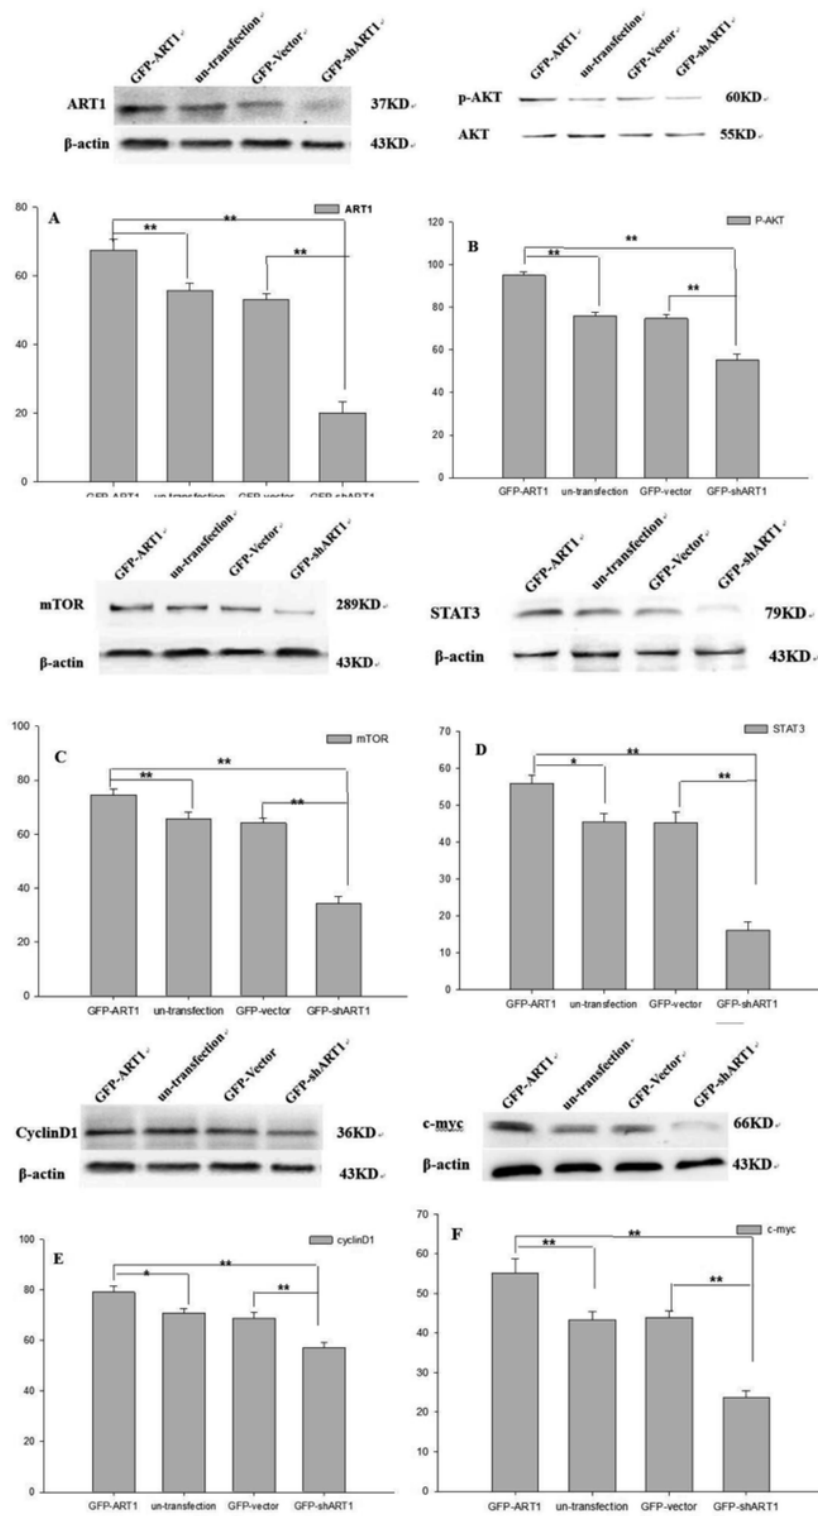 GFP-ART1 un-transfection GFP-Vector GFP-shART1
ART1 37KD
β-actin 43KD
GFP-ART1 un-transfection GFP-Vector GFP-shART1
p-AKT 60KD
AKT 55KD
A
ART1
** ** **
80
60
40
20
0
GFP-ART1 un-transfection GFP-vector GFP-shART1
B
P-AKT
** ** **
120
100
80
60
40
20
0
GFP-ART1 un-transfection GFP-vector GFP-shART1
GFP-ART1 un-transfection GFP-Vector GFP-shART1
mTOR 289KD
β-actin 43KD
GFP-ART1 un-transfection GFP-Vector GFP-shART1
STAT3 79KD
β-actin 43KD
C
mTOR
** ** **
100
80
60
40
20
0
GFP-ART1 un-transfection GFP-vector GFP-shART1
D
STAT3
** * **
70
60
50
40
30
20
10
0
GFP-ART1 un-transfection GFP-vector GFP-shART1
GFP-ART1 un-transfection GFP-Vector GFP-shART1
CyclinD1 36KD
β-actin 43KD
GFP-ART1 un-transfection GFP-Vector GFP-shART1
c-myc 66KD
β-actin 43KD
E
cyclinD1
** * **
100
80
60
40
20
0
GFP-ART1 un-transfection GFP-vector GFP-shART1
F
c-myc
** ** **
70
60
50
40
30
20
10
0
GFP-ART1 un-transfection GFP-vector GFP-shART1